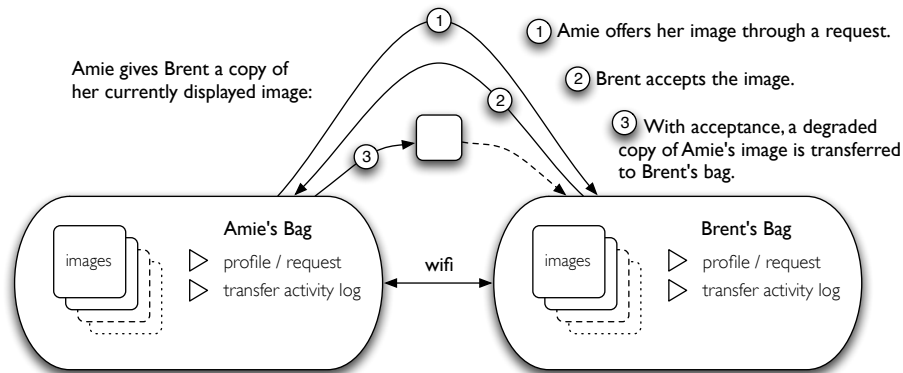 1
1 Amie offers her image through a request.
Amie gives Brent a copy of
her currently displayed image:
2 Brent accepts the image.
2
3
3 With acceptance, a degraded
copy of Amie's image is transferred
to Brent's bag.
Amie's Bag
images
profile / request
transfer activity log
wifi
Brent's Bag
images
profile / request
transfer activity log